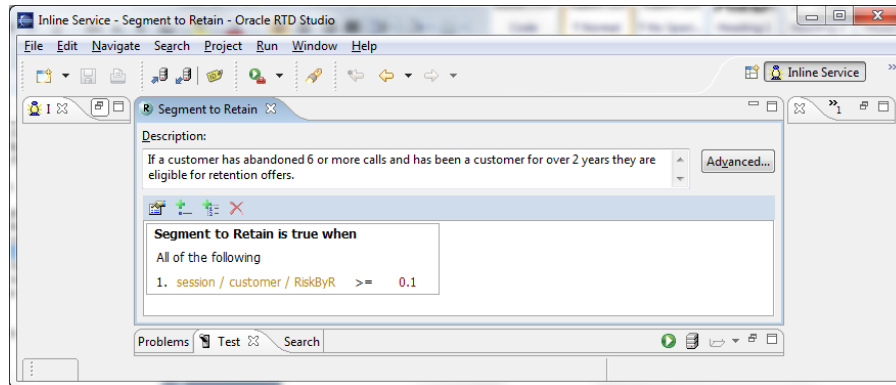 Inline Service - Segment to Retain - Oracle RTD Studio
File Edit Navigate Search Project Run Window Help
Inline Service
»
I
R Segment to Retain
»1
Description:
If a customer has abandoned 6 or more calls and has been a customer for over 2 years they are
eligible for retention offers.
Advanced...
Segment to Retain is true when
All of the following
1. session / customer / RiskByR >= 0.1
Problems Test Search